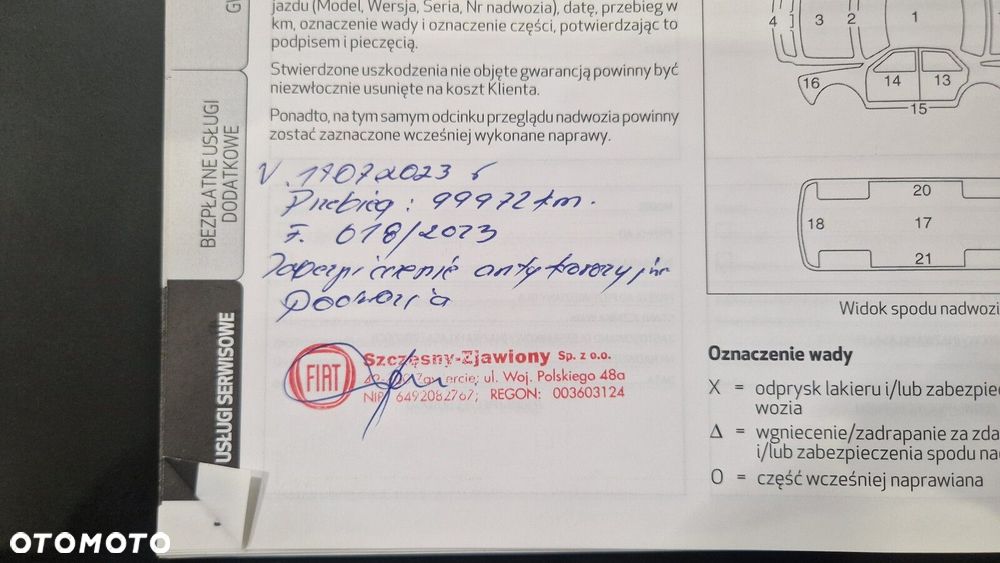 jazdu (Model, Wersja, Seria, Nr nadwozia), datę, przebieg w
km, oznaczenie wady i oznaczenie części, potwierdzając to
podpisem i pieczęcią.
Stwierdzone uszkodzenia nie objęte gwarancją powinny być
niezwłocznie usunięte na koszt Klienta.
Ponadto, na tym samym odcinku przeglądu nadwozia powinny
zostać zaznaczone wcześniej wykonane naprawy.
Przebieg : 99972 km.
F. 018/2023
Zabezpieczenie antykorozyjne
Podwozia
FIAT
Szczęsny-Zjawiony Sp. z o.o.
ul. Woj. Polskiego 48a
NIP 6492082767; REGON: 003603124
BEZPŁATNE USŁUGI
DODATKOWE
USŁUGI SERWISOWE
4 3 2 1
16 14 13
15
20
18 17
21
Widok spodu nadwozi
Oznaczenie wady
X = odprysk lakieru i/lub zabezpie
wozia
Δ = wgniecenie/zadrapanie za zda
i/lub zabezpieczenia spodu na
O = część wcześniej naprawiana
OTOMOTO